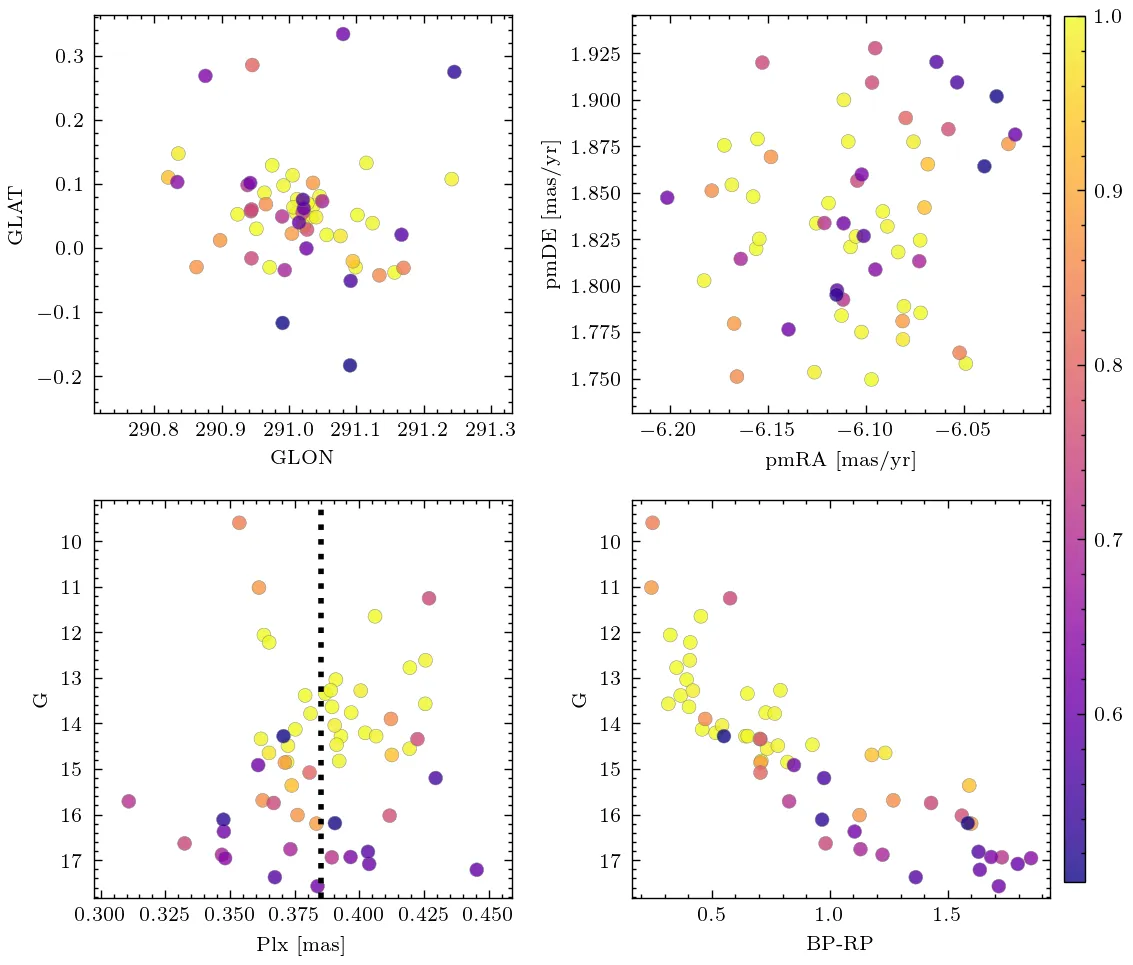 0.3
0.2
0.1
0.0
−0.1
−0.2
GLAT
290.8 290.9 291.0 291.1 291.2 291.3
GLON
1.925
1.900
1.875
1.850
1.825
1.800
1.775
1.750
pmDE [mas/yr]
−6.20 −6.15 −6.10 −6.05
pmRA [mas/yr]
1.0
0.9
0.8
0.7
0.6
10
11
12
13
14
15
16
17
G
0.300 0.325 0.350 0.375 0.400 0.425 0.450
Plx [mas]
10
11
12
13
14
15
16
17
G
0.5 1.0 1.5
BP-RP